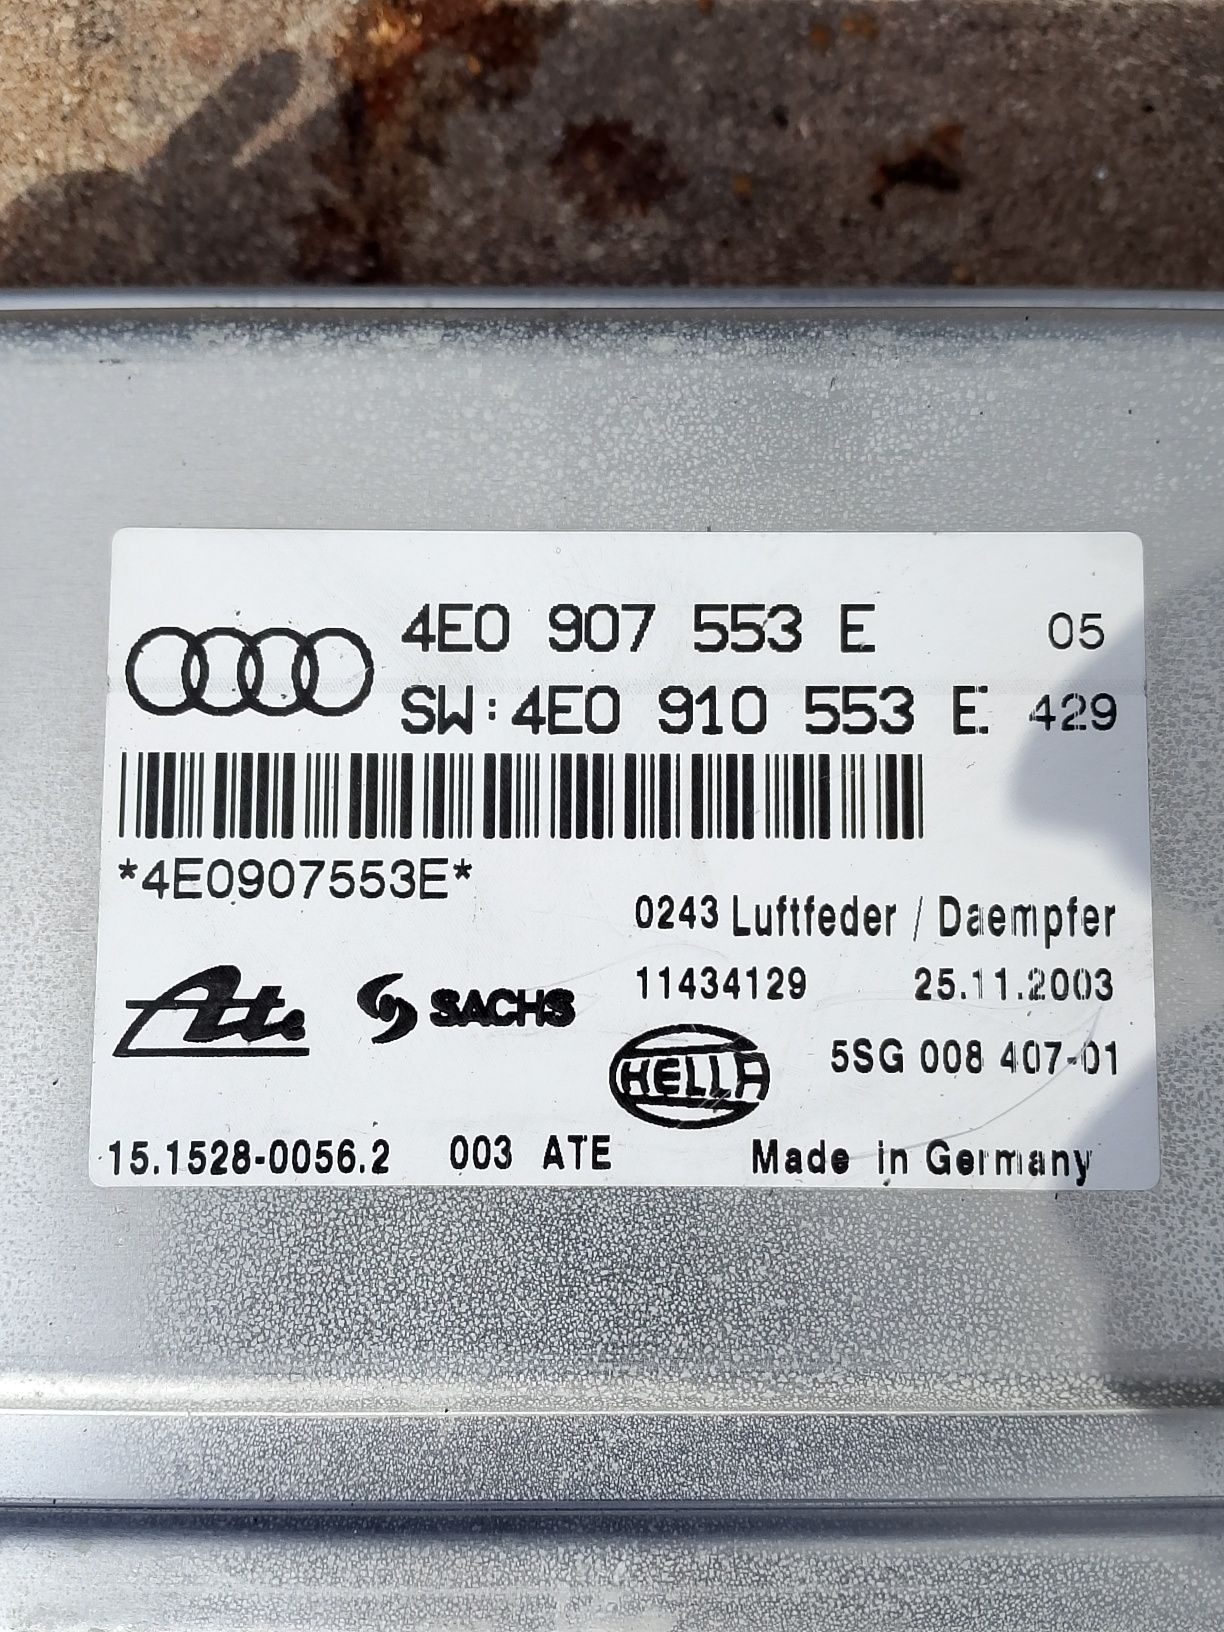 4E0 907 553 E 05
SW: 4E0 910 553 E 429
*4E0907553E*
0243 Luftfeder / Daempfer
11434129 25.11.2003
Ate SACHS
HELLA 5SG 008 407-01
15.1528-0056.2 003 ATE Made in Germany